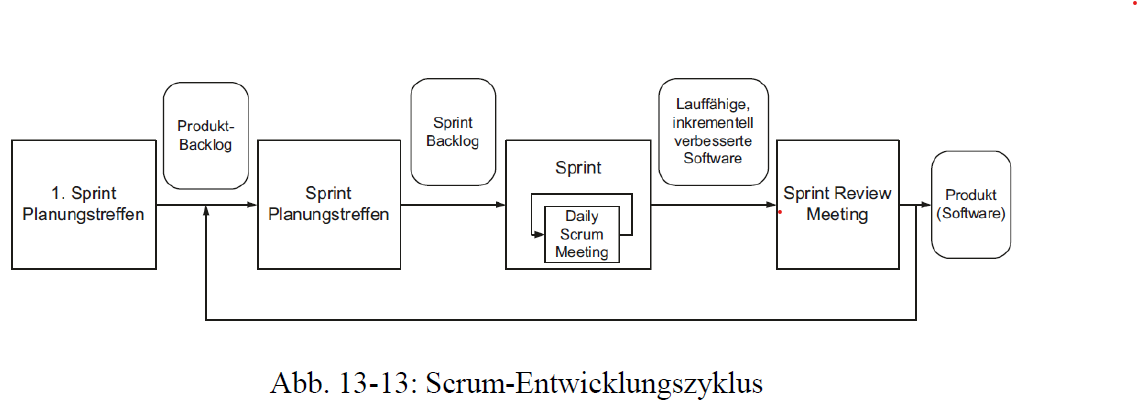 Produkt-
Backlog
Sprint
Backlog
Lauffähige,
inkrementell
verbesserte
Software
1. Sprint
Planungstreffen
Sprint
Planungstreffen
Sprint
Daily
Scrum
Meeting
Sprint Review
Meeting
Produkt
(Software)
Abb. 13-13: Scrum-Entwicklungszyklus